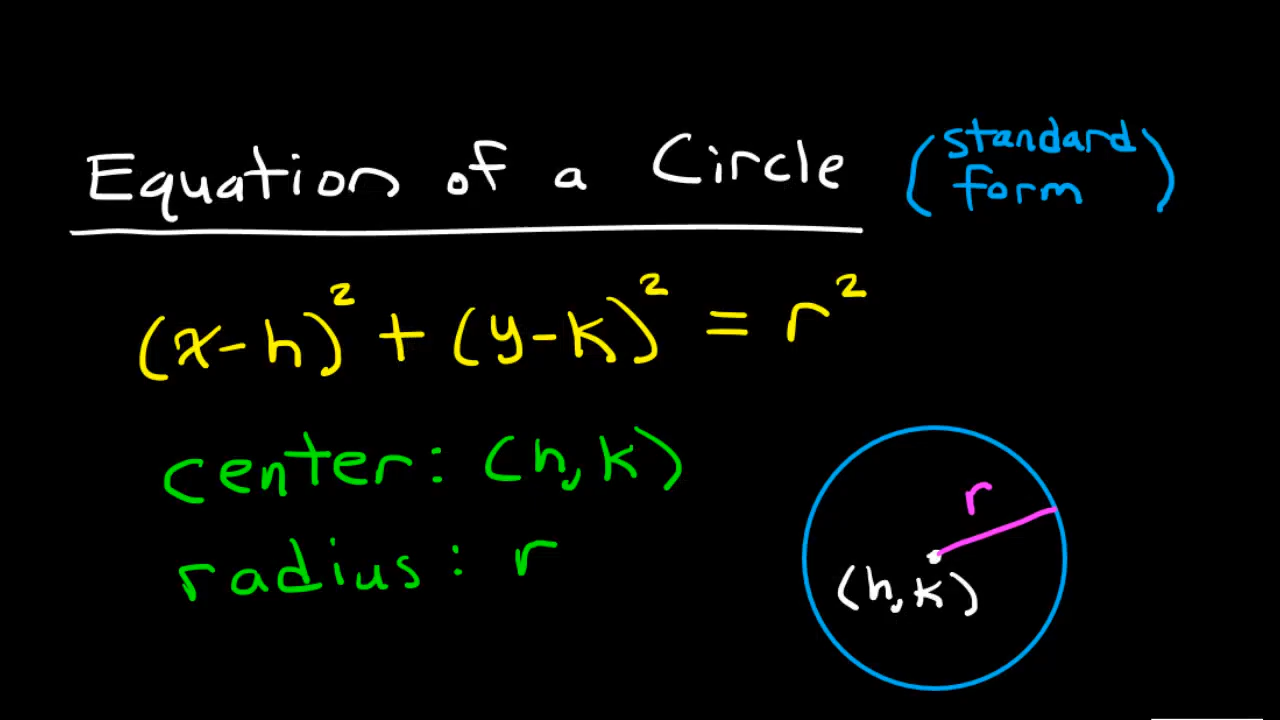 Equation of a Circle (standard form)
(x-h)² + (y-k)² = r²
center: (h,k)
radius: r
r
(h,k)